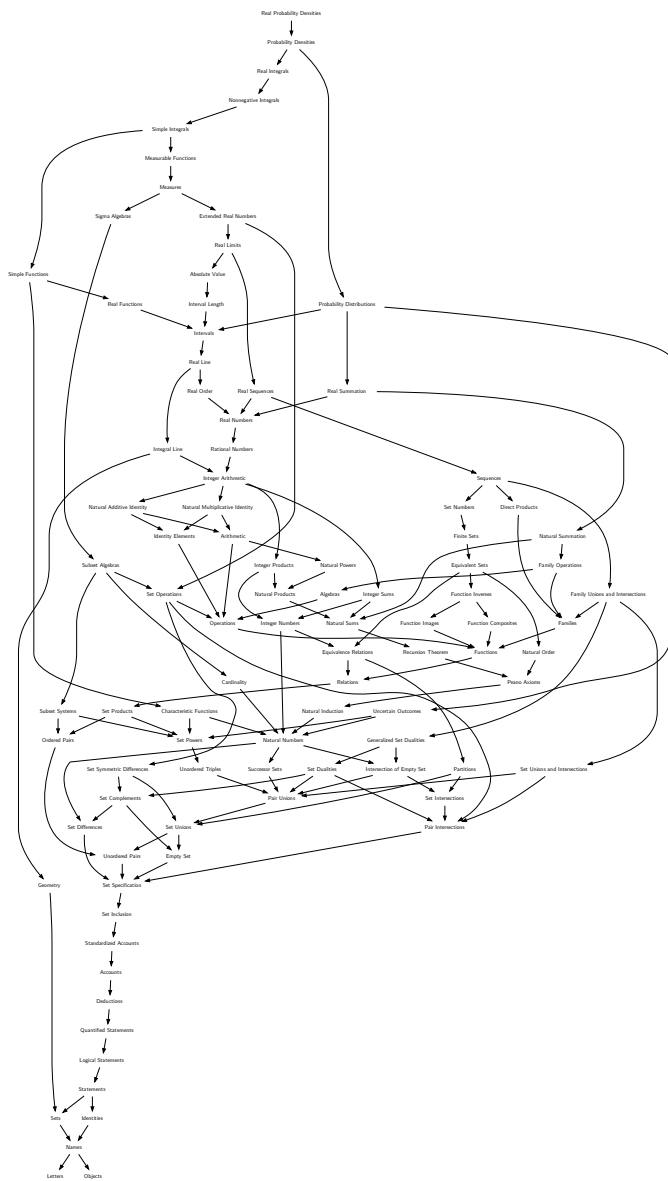 Real Probability Densities
Probability Densities
Real Integrals
Nonnegative Integrals
Simple Integrals
Measurable Functions
Measures
Sigma Algebras
Extended Real Numbers
Real Limits
Simple Functions
Absolute Value
Real Functions
Interval Length
Probability Distributions
Intervals
Real Line
Real Order
Real Sequences
Real Summation
Real Numbers
Integral Line
Rational Numbers
Integer Arithmetic
Sequences
Natural Additive Identity
Natural Multiplicative Identity
Set Numbers
Direct Products
Identity Elements
Arithmetic
Finite Sets
Natural Summation
Subset Algebras
Integer Products
Natural Powers
Equivalent Sets
Family Operations
Set Operations
Natural Products
Algebras
Integer Sums
Function Inverses
Family Unions and Intersections
Operations
Integer Numbers
Natural Sums
Function Images
Function Composites
Families
Equivalence Relations
Recursion Theorem
Functions
Natural Order
Cardinality
Relations
Peano Axioms
Subset Systems
Set Products
Characteristic Functions
Natural Induction
Uncertain Outcomes
Ordered Pairs
Set Powers
Natural Numbers
Generalized Set Dualities
Set Symmetric Differences
Unordered Triples
Successor Sets
Set Dualities
Intersection of Empty Set
Partitions
Set Unions and Intersections
Set Complements
Pair Unions
Set Intersections
Set Differences
Set Unions
Pair Intersections
Unordered Pairs
Empty Set
Geometry
Set Specification
Set Inclusion
Standardized Accounts
Accounts
Deductions
Quantified Statements
Logical Statements
Statements
Sets
Identities
Names
Letters
Objects